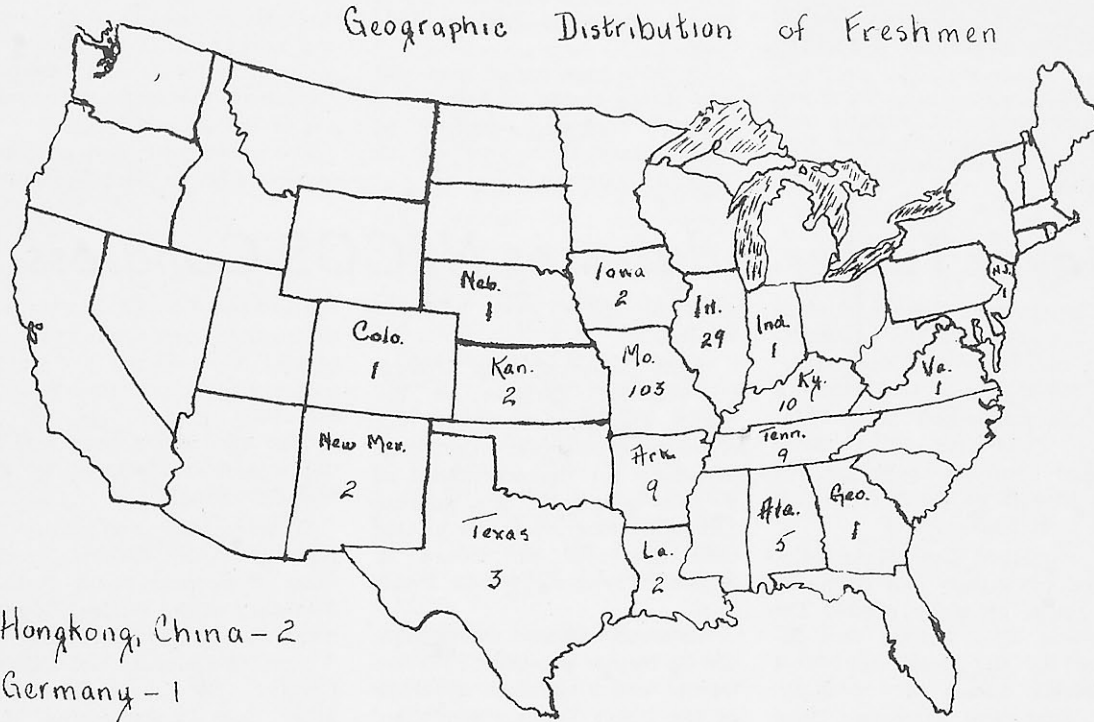 Geographic Distribution of Freshmen
N.J.
1
Neb.
1
Iowa
2
Ill.
29
Ind.
1
Colo.
1
Kan.
2
Mo.
103
Ky.
10
Va.
1
New Mex.
2
Tenn.
9
Ark.
9
Texas
3
La.
2
Ala.
5
Geo.
1
Hongkong, China - 2
Germany - 1